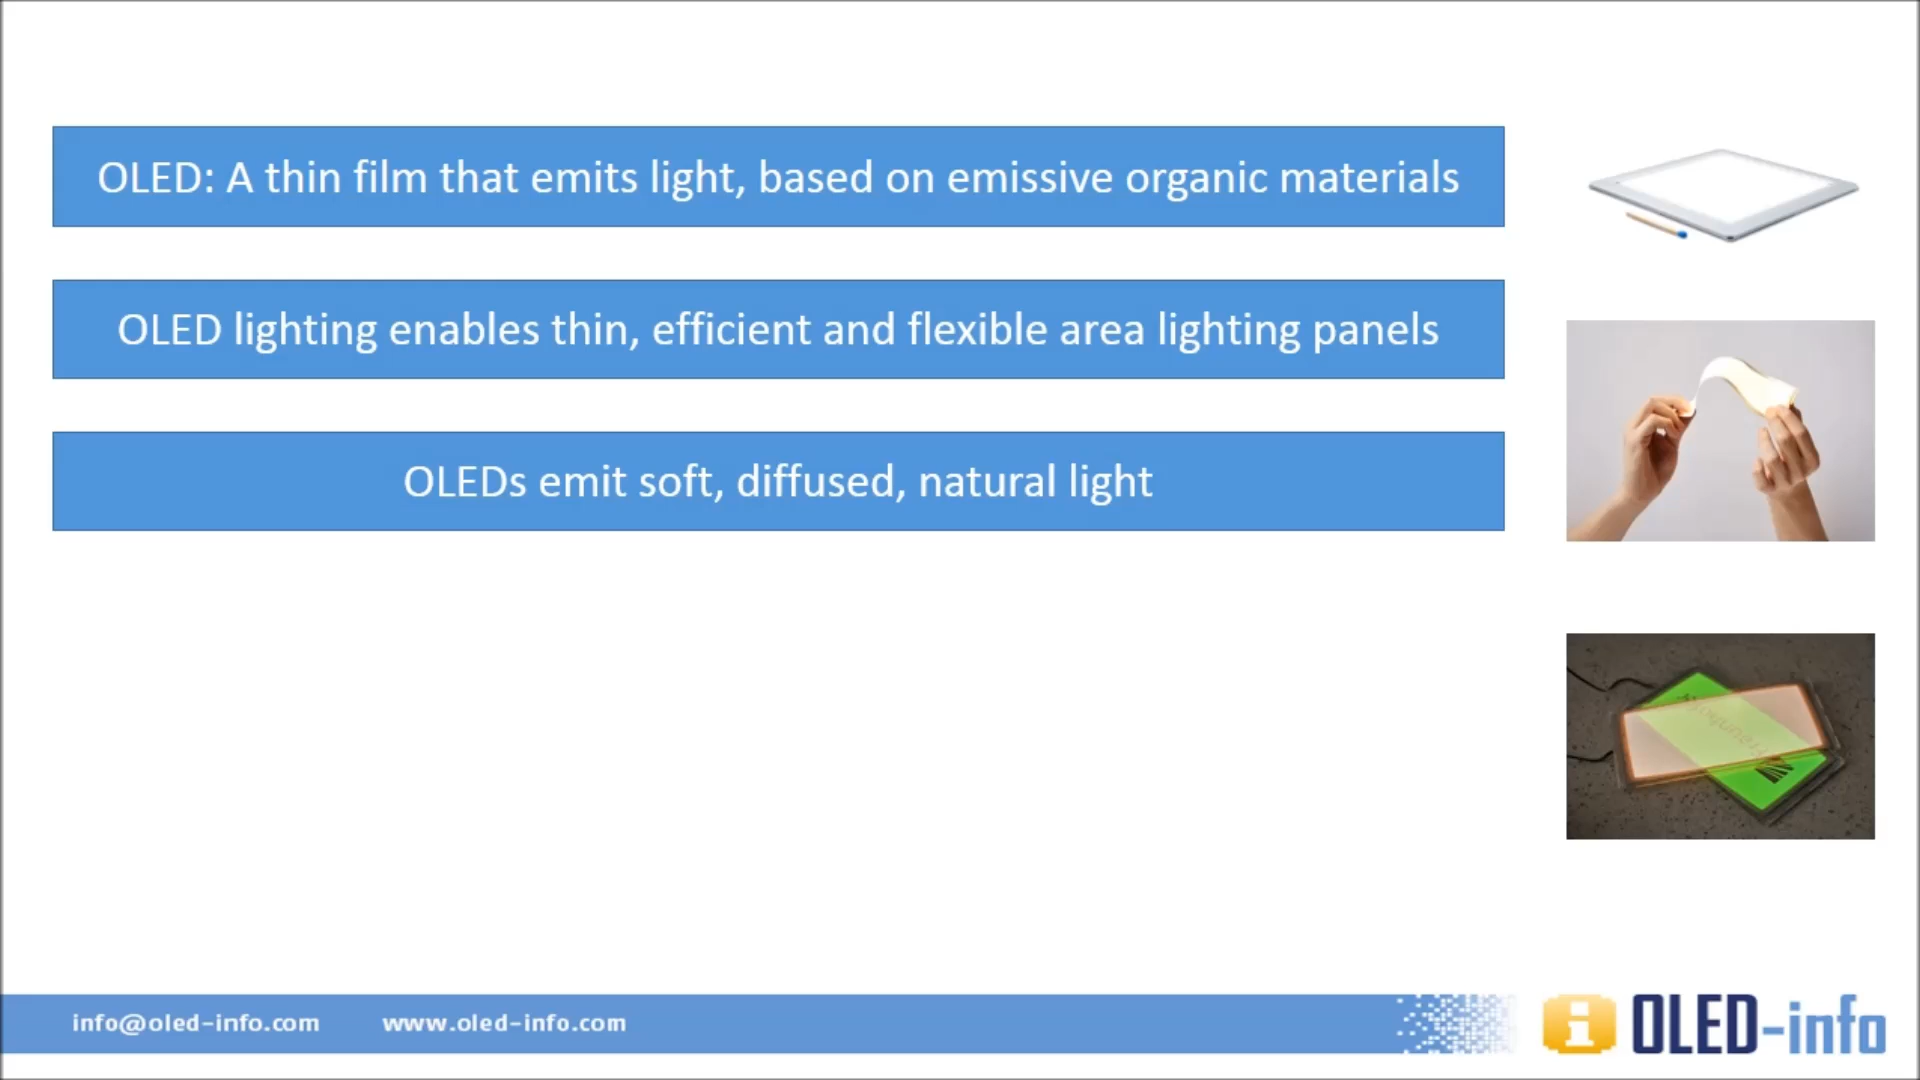 OLED: A thin film that emits light, based on emissive organic materials
OLED lighting enables thin, efficient and flexible area lighting panels
OLEDs emit soft, diffused, natural light
Fraunhofer
info@oled-info.com www.oled-info.com
i OLED-info